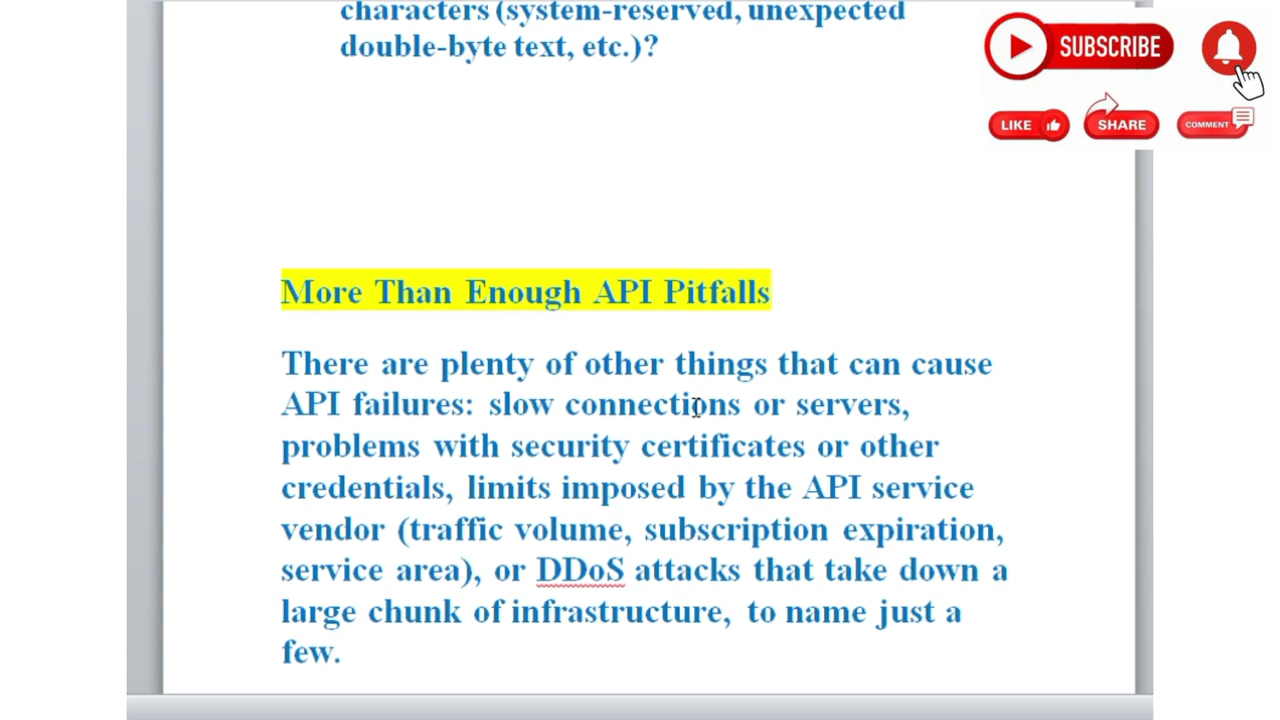 characters (system-reserved, unexpected
double-byte text, etc.)?
SUBSCRIBE
LIKE
SHARE
COMMENT
More Than Enough API Pitfalls
There are plenty of other things that can cause
API failures: slow connections or servers,
problems with security certificates or other
credentials, limits imposed by the API service
vendor (traffic volume, subscription expiration,
service area), or DDoS attacks that take down a
large chunk of infrastructure, to name just a
few.